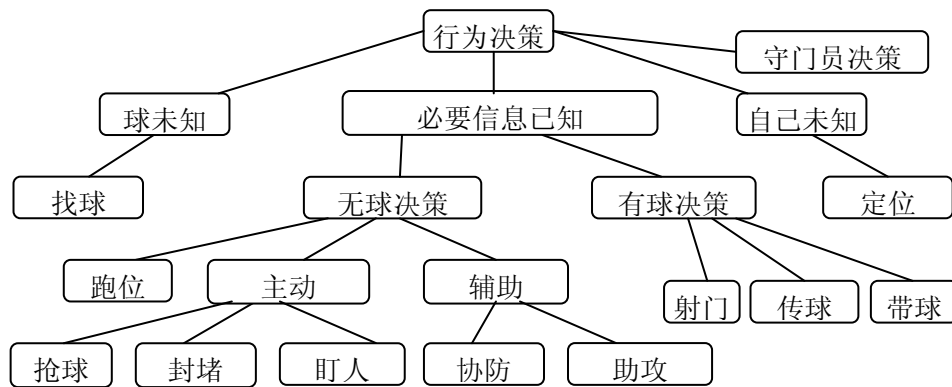 行为决策
守门员决策
球未知
必要信息已知
自己未知
找球
无球决策
有球决策
定位
跑位
主动
辅助
射门
传球
带球
抢球
封堵
盯人
协防
助攻